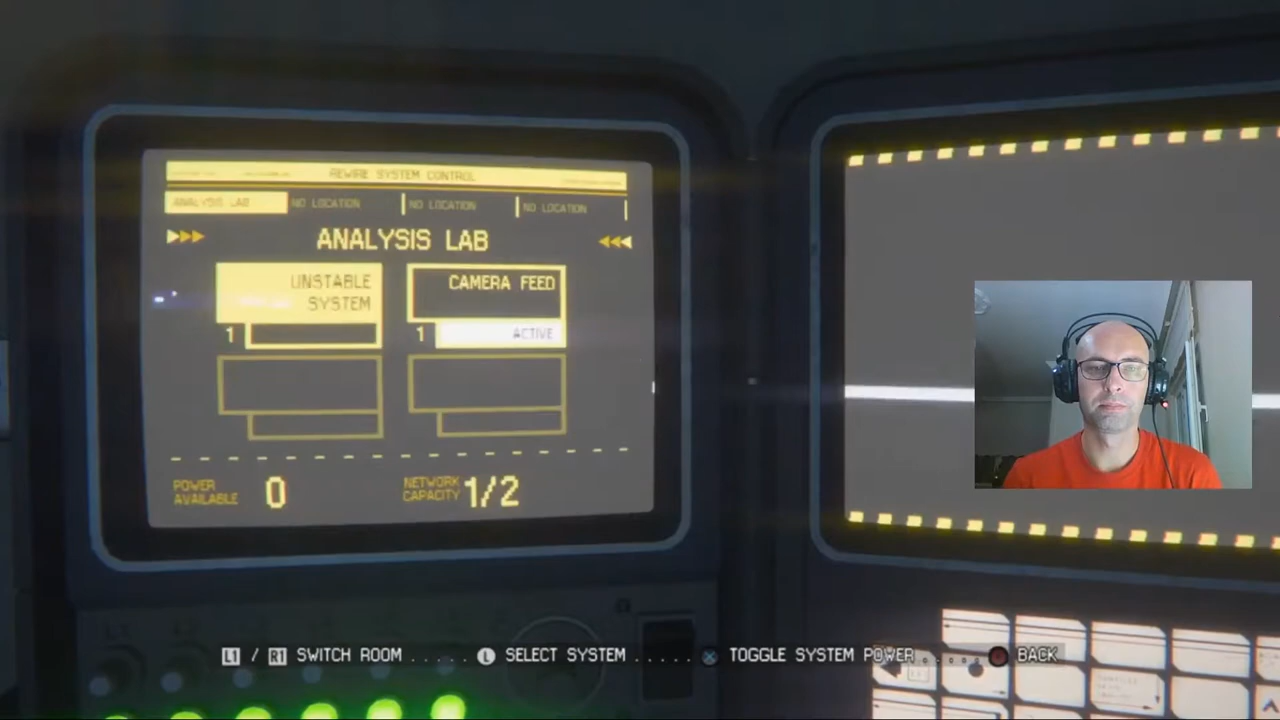 REWIRE SYSTEM CONTROL
ANALYSIS LAB
NO LOCATION
NO LOCATION
NO LOCATION
ANALYSIS LAB
UNSTABLE
SYSTEM
1
CAMERA FEED
1
ACTIVE
POWER
AVAILABLE
0
NETWORK
CAPACITY
1/2
L1 / R1 SWITCH ROOM ..... L SELECT SYSTEM ..... TOGGLE SYSTEM POWER ..... BACK